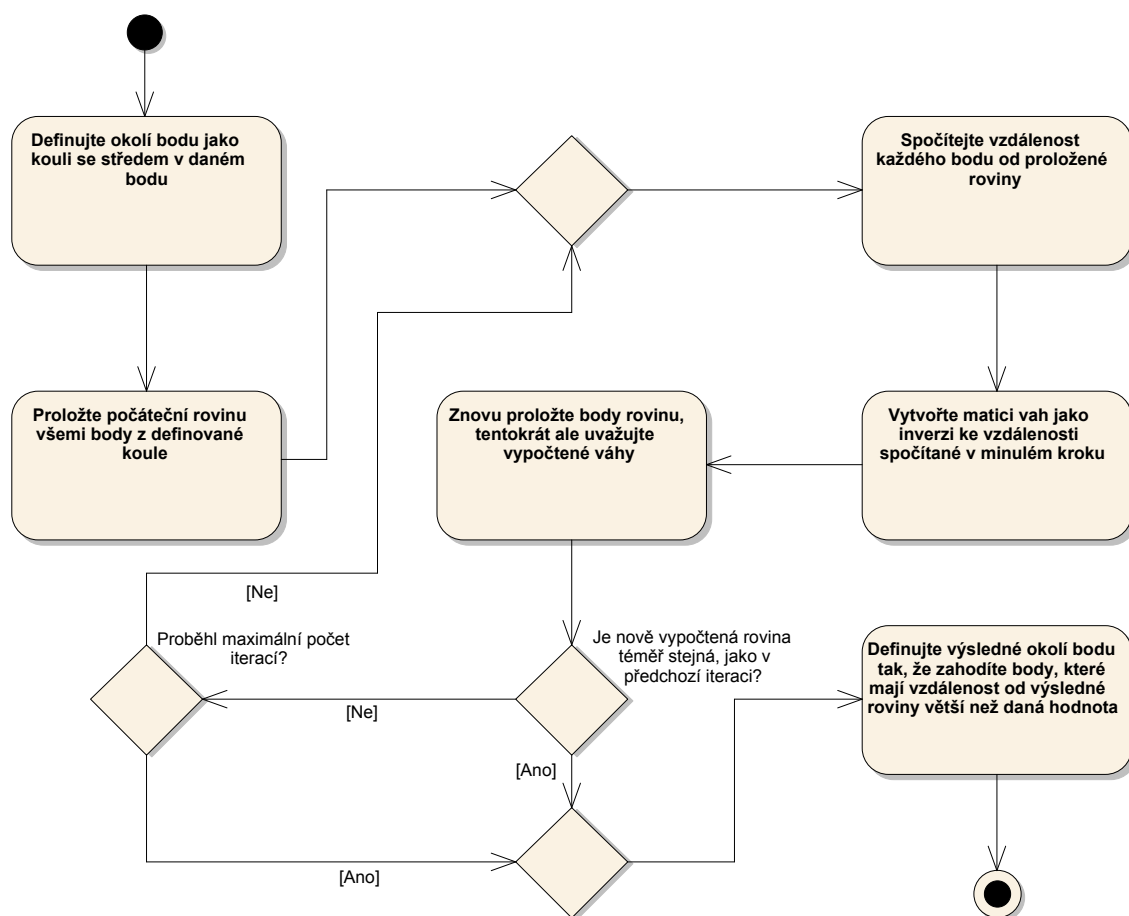 Definujte okolí bodu jako
kouli se středem v daném
bodu
Spočítejte vzdálenost
každého bodu od proložené
roviny
Proložte počáteční rovinu
všemi body z definované
koule
Znovu proložte body rovinu,
tentokrát ale uvažujte
vypočtené váhy
Vytvořte matici vah jako
inverzi ke vzdálenosti
spočítané v minulém kroku
[Ne]
Proběhl maximální počet
iterací?
Je nově vypočtená rovina
téměř stejná, jako v
předchozí iteraci?
Definujte výsledné okolí bodu
tak, že zahodíte body, které
mají vzdálenost od výsledné
roviny větší než daná hodnota
[Ne]
[Ano]
[Ano]